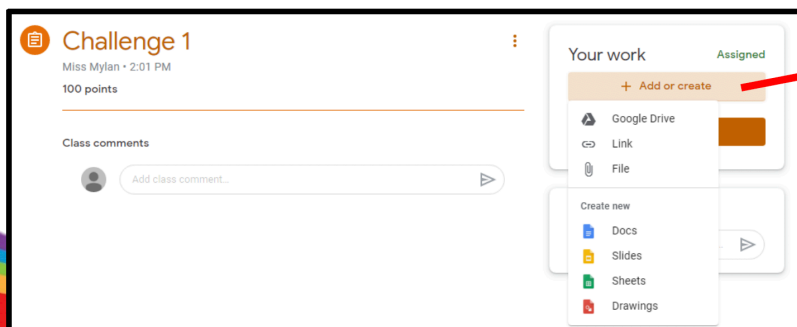 Challenge 1
Miss Mylan • 2:01 PM
100 points
Class comments
Add class comment...
Your work
Assigned
+ Add or create
Google Drive
Link
File
Create new
Docs
Slides
Sheets
Drawings